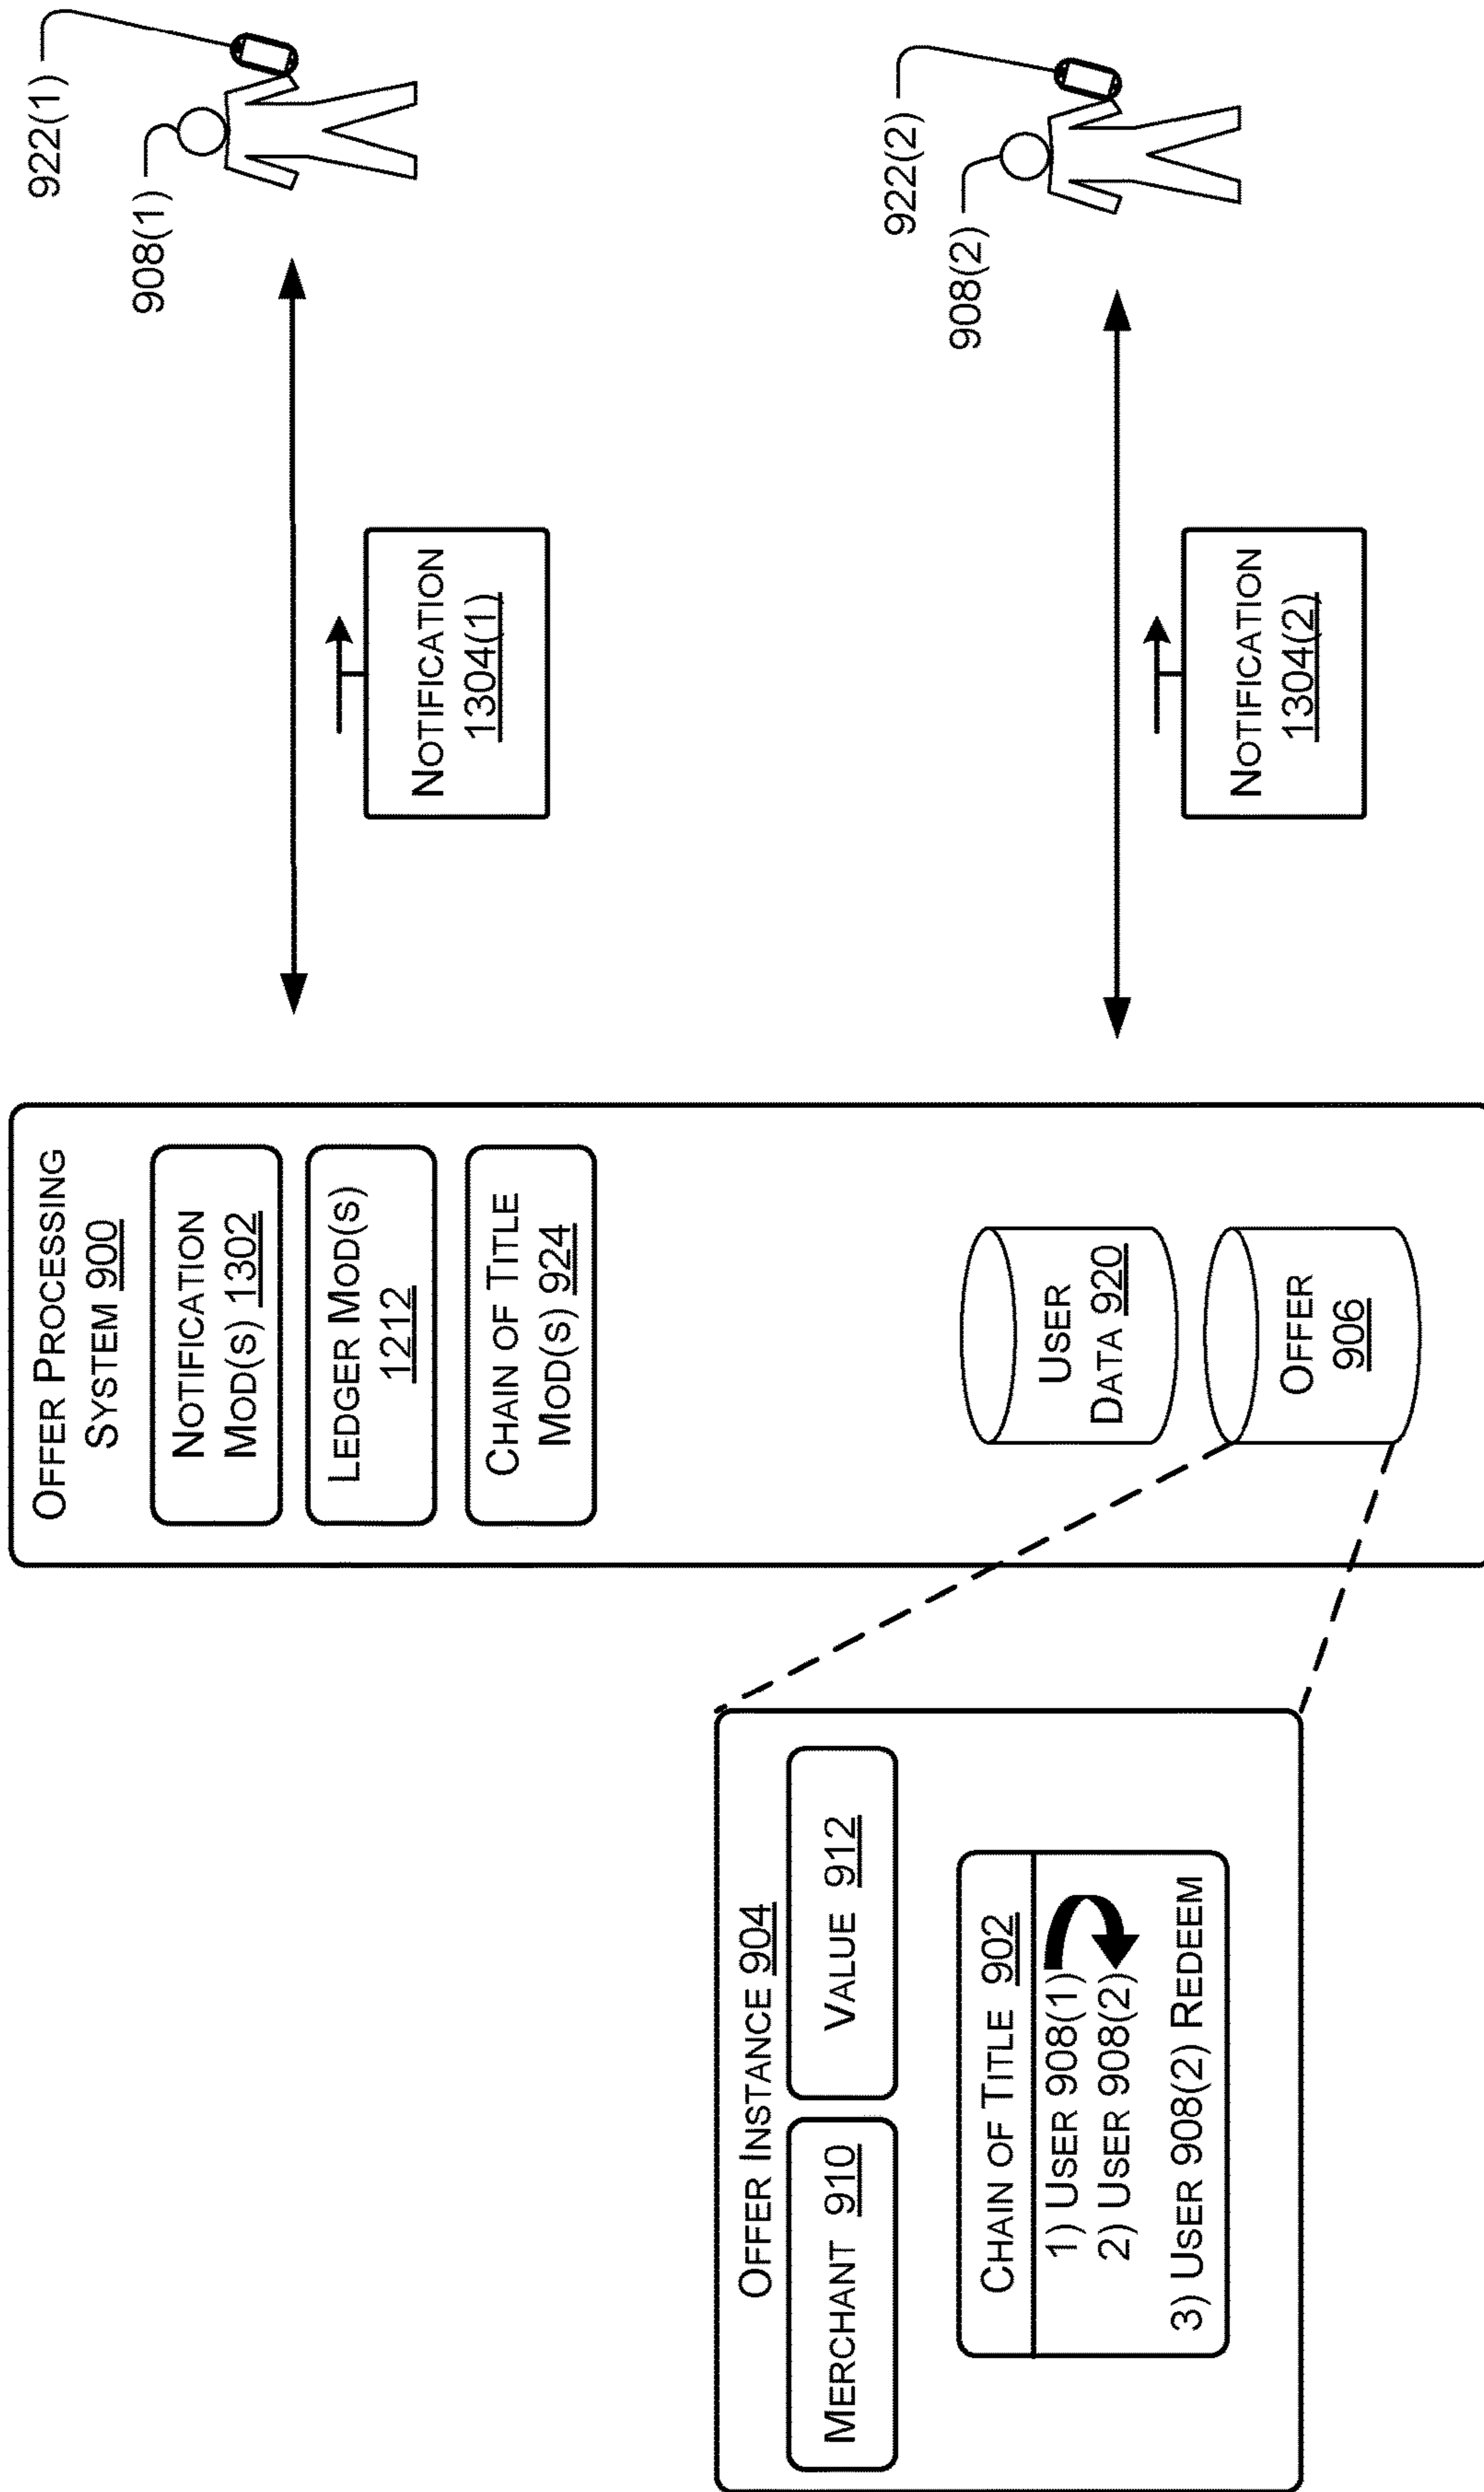 OFFER INSTANCE 904
MERCHANT 910
VALUE 912
CHAIN OF TITLE 902
1) USER 908(1)
2) USER 908(2)
3) USER 908(2) REDEEM
OFFER PROCESSING
SYSTEM 900
NOTIFICATION
MOD(S) 1302
LEDGER MOD(S)
1212
CHAIN OF TITLE
MOD(S) 924
USER
DATA 920
OFFER
906
NOTIFICATION
1304(1)
NOTIFICATION
1304(2)
922(1)
908(1)
922(2)
908(2)